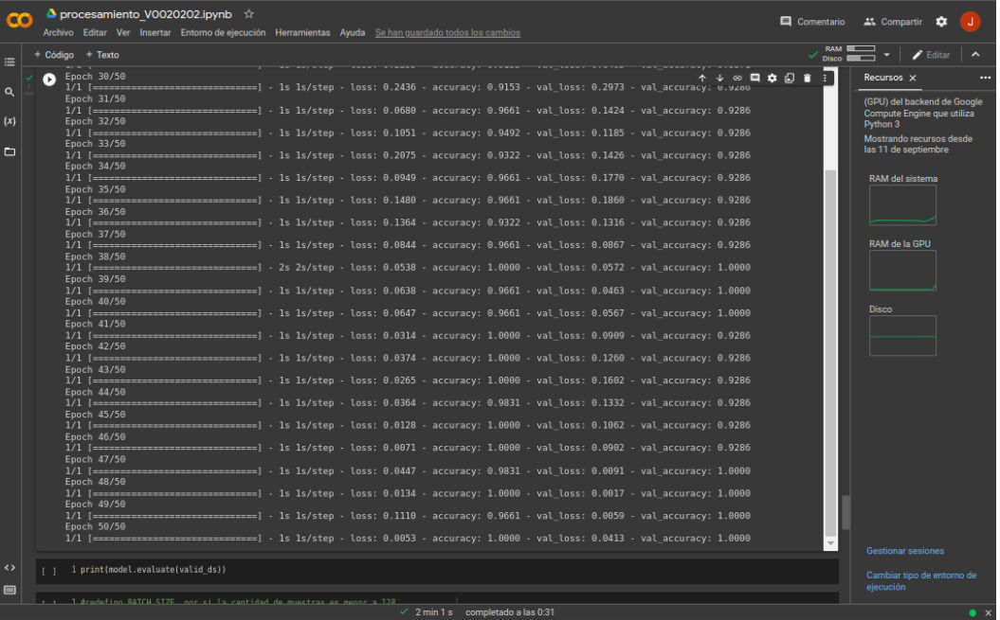 procesamiento_V0020202.ipynb
Comentario
Compartir
J
Archivo Editar Ver Insertar Entorno de ejecución Herramientas Ayuda Se han guardado todos los cambios
+ Código + Texto
RAM
Disco
Editar
Epoch 30/50
1/1 [==============================] - 1s 1s/step - loss: 0.2436 - accuracy: 0.9153 - val_loss: 0.2973 - val_accuracy: 0.9286
Epoch 31/50
1/1 [==============================] - 1s 1s/step - loss: 0.0680 - accuracy: 0.9661 - val_loss: 0.1424 - val_accuracy: 0.9286
Epoch 32/50
1/1 [==============================] - 1s 1s/step - loss: 0.1051 - accuracy: 0.9492 - val_loss: 0.1185 - val_accuracy: 0.9286
Epoch 33/50
1/1 [==============================] - 1s 1s/step - loss: 0.2075 - accuracy: 0.9322 - val_loss: 0.1426 - val_accuracy: 0.9286
Epoch 34/50
1/1 [==============================] - 1s 1s/step - loss: 0.0949 - accuracy: 0.9661 - val_loss: 0.1770 - val_accuracy: 0.9286
Epoch 35/50
1/1 [==============================] - 1s 1s/step - loss: 0.1480 - accuracy: 0.9661 - val_loss: 0.1860 - val_accuracy: 0.9286
Epoch 36/50
1/1 [==============================] - 1s 1s/step - loss: 0.1364 - accuracy: 0.9322 - val_loss: 0.1316 - val_accuracy: 0.9286
Epoch 37/50
1/1 [==============================] - 1s 1s/step - loss: 0.0844 - accuracy: 0.9661 - val_loss: 0.0867 - val_accuracy: 0.9286
Epoch 38/50
1/1 [==============================] - 2s 2s/step - loss: 0.0538 - accuracy: 1.0000 - val_loss: 0.0572 - val_accuracy: 1.0000
Epoch 39/50
1/1 [==============================] - 1s 1s/step - loss: 0.0638 - accuracy: 0.9661 - val_loss: 0.0463 - val_accuracy: 1.0000
Epoch 40/50
1/1 [==============================] - 1s 1s/step - loss: 0.0647 - accuracy: 0.9661 - val_loss: 0.0567 - val_accuracy: 1.0000
Epoch 41/50
1/1 [==============================] - 1s 1s/step - loss: 0.0314 - accuracy: 1.0000 - val_loss: 0.0909 - val_accuracy: 0.9286
Epoch 42/50
1/1 [==============================] - 1s 1s/step - loss: 0.0374 - accuracy: 1.0000 - val_loss: 0.1260 - val_accuracy: 0.9286
Epoch 43/50
1/1 [==============================] - 1s 1s/step - loss: 0.0265 - accuracy: 1.0000 - val_loss: 0.1602 - val_accuracy: 0.9286
Epoch 44/50
1/1 [==============================] - 1s 1s/step - loss: 0.0364 - accuracy: 0.9831 - val_loss: 0.1332 - val_accuracy: 0.9286
Epoch 45/50
1/1 [==============================] - 1s 1s/step - loss: 0.0128 - accuracy: 1.0000 - val_loss: 0.1062 - val_accuracy: 0.9286
Epoch 46/50
1/1 [==============================] - 1s 1s/step - loss: 0.0071 - accuracy: 1.0000 - val_loss: 0.0902 - val_accuracy: 0.9286
Epoch 47/50
1/1 [==============================] - 1s 1s/step - loss: 0.0447 - accuracy: 0.9831 - val_loss: 0.0091 - val_accuracy: 1.0000
Epoch 48/50
1/1 [==============================] - 1s 1s/step - loss: 0.0134 - accuracy: 1.0000 - val_loss: 0.0017 - val_accuracy: 1.0000
Epoch 49/50
1/1 [==============================] - 1s 1s/step - loss: 0.1110 - accuracy: 0.9661 - val_loss: 0.0059 - val_accuracy: 1.0000
Epoch 50/50
1/1 [==============================] - 1s 1s/step - loss: 0.0053 - accuracy: 1.0000 - val_loss: 0.0413 - val_accuracy: 1.0000
[ ] 1 print(model.evaluate(valid_ds))
[ ] 1 #redefino BATCH SIZE, por si la cantidad de muestras es menor a 128
Recursos
(GPU) del backend de Google
Compute Engine que utiliza
Python 3
Mostrando recursos desde
las 11 de septiembre
RAM del sistema
RAM de la GPU
Disco
Gestionar sesiones
Cambiar tipo de entorno de
ejecución
2 min 1 s completado a las 0:31